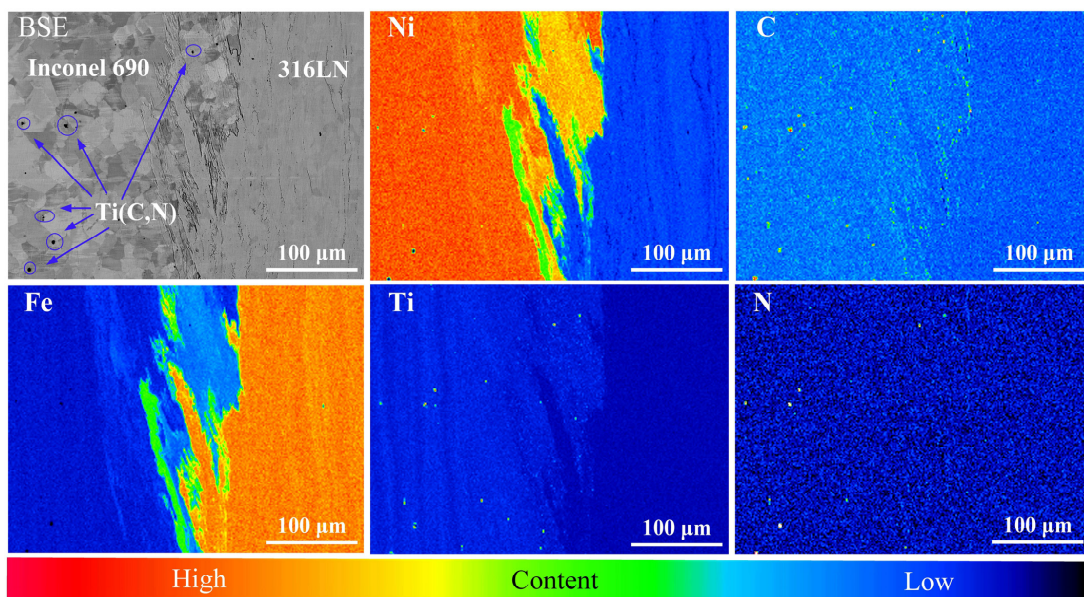 BSE
Inconel 690
316LN
Ti(C,N)
100 µm
Ni
100 µm
C
100 µm
Fe
100 µm
Ti
100 µm
N
100 µm
High Content Low